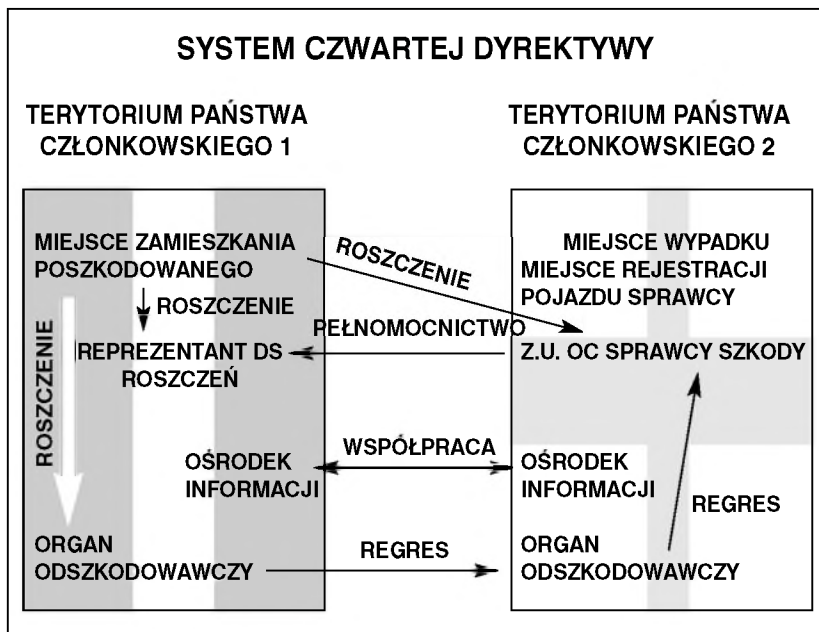 SYSTEM CZWARTEJ DYREKTYWY
TERYTORIUM PAŃSTWA
CZŁONKOWSKIEGO 1
TERYTORIUM PAŃSTWA
CZŁONKOWSKIEGO 2
MIEJSCE ZAMIESZKANIA
POSZKODOWANEGO
ROSZCZENIE
MIEJSCE WYPADKU
MIEJSCE REJESTRACJI
POJAZDU SPRAWCY
ROSZCZENIE
ROSZCZENIE
PEŁNOMOCNICTWO
REPREZENTANT DS
ROSZCZEŃ
Z.U. OC SPRAWCY SZKODY
WSPÓŁPRACA
OŚRODEK
INFORMACJI
OŚRODEK
INFORMACJI
REGRES
ORGAN
ODSZKODOWAWCZY
REGRES
ORGAN
ODSZKODOWAWCZY